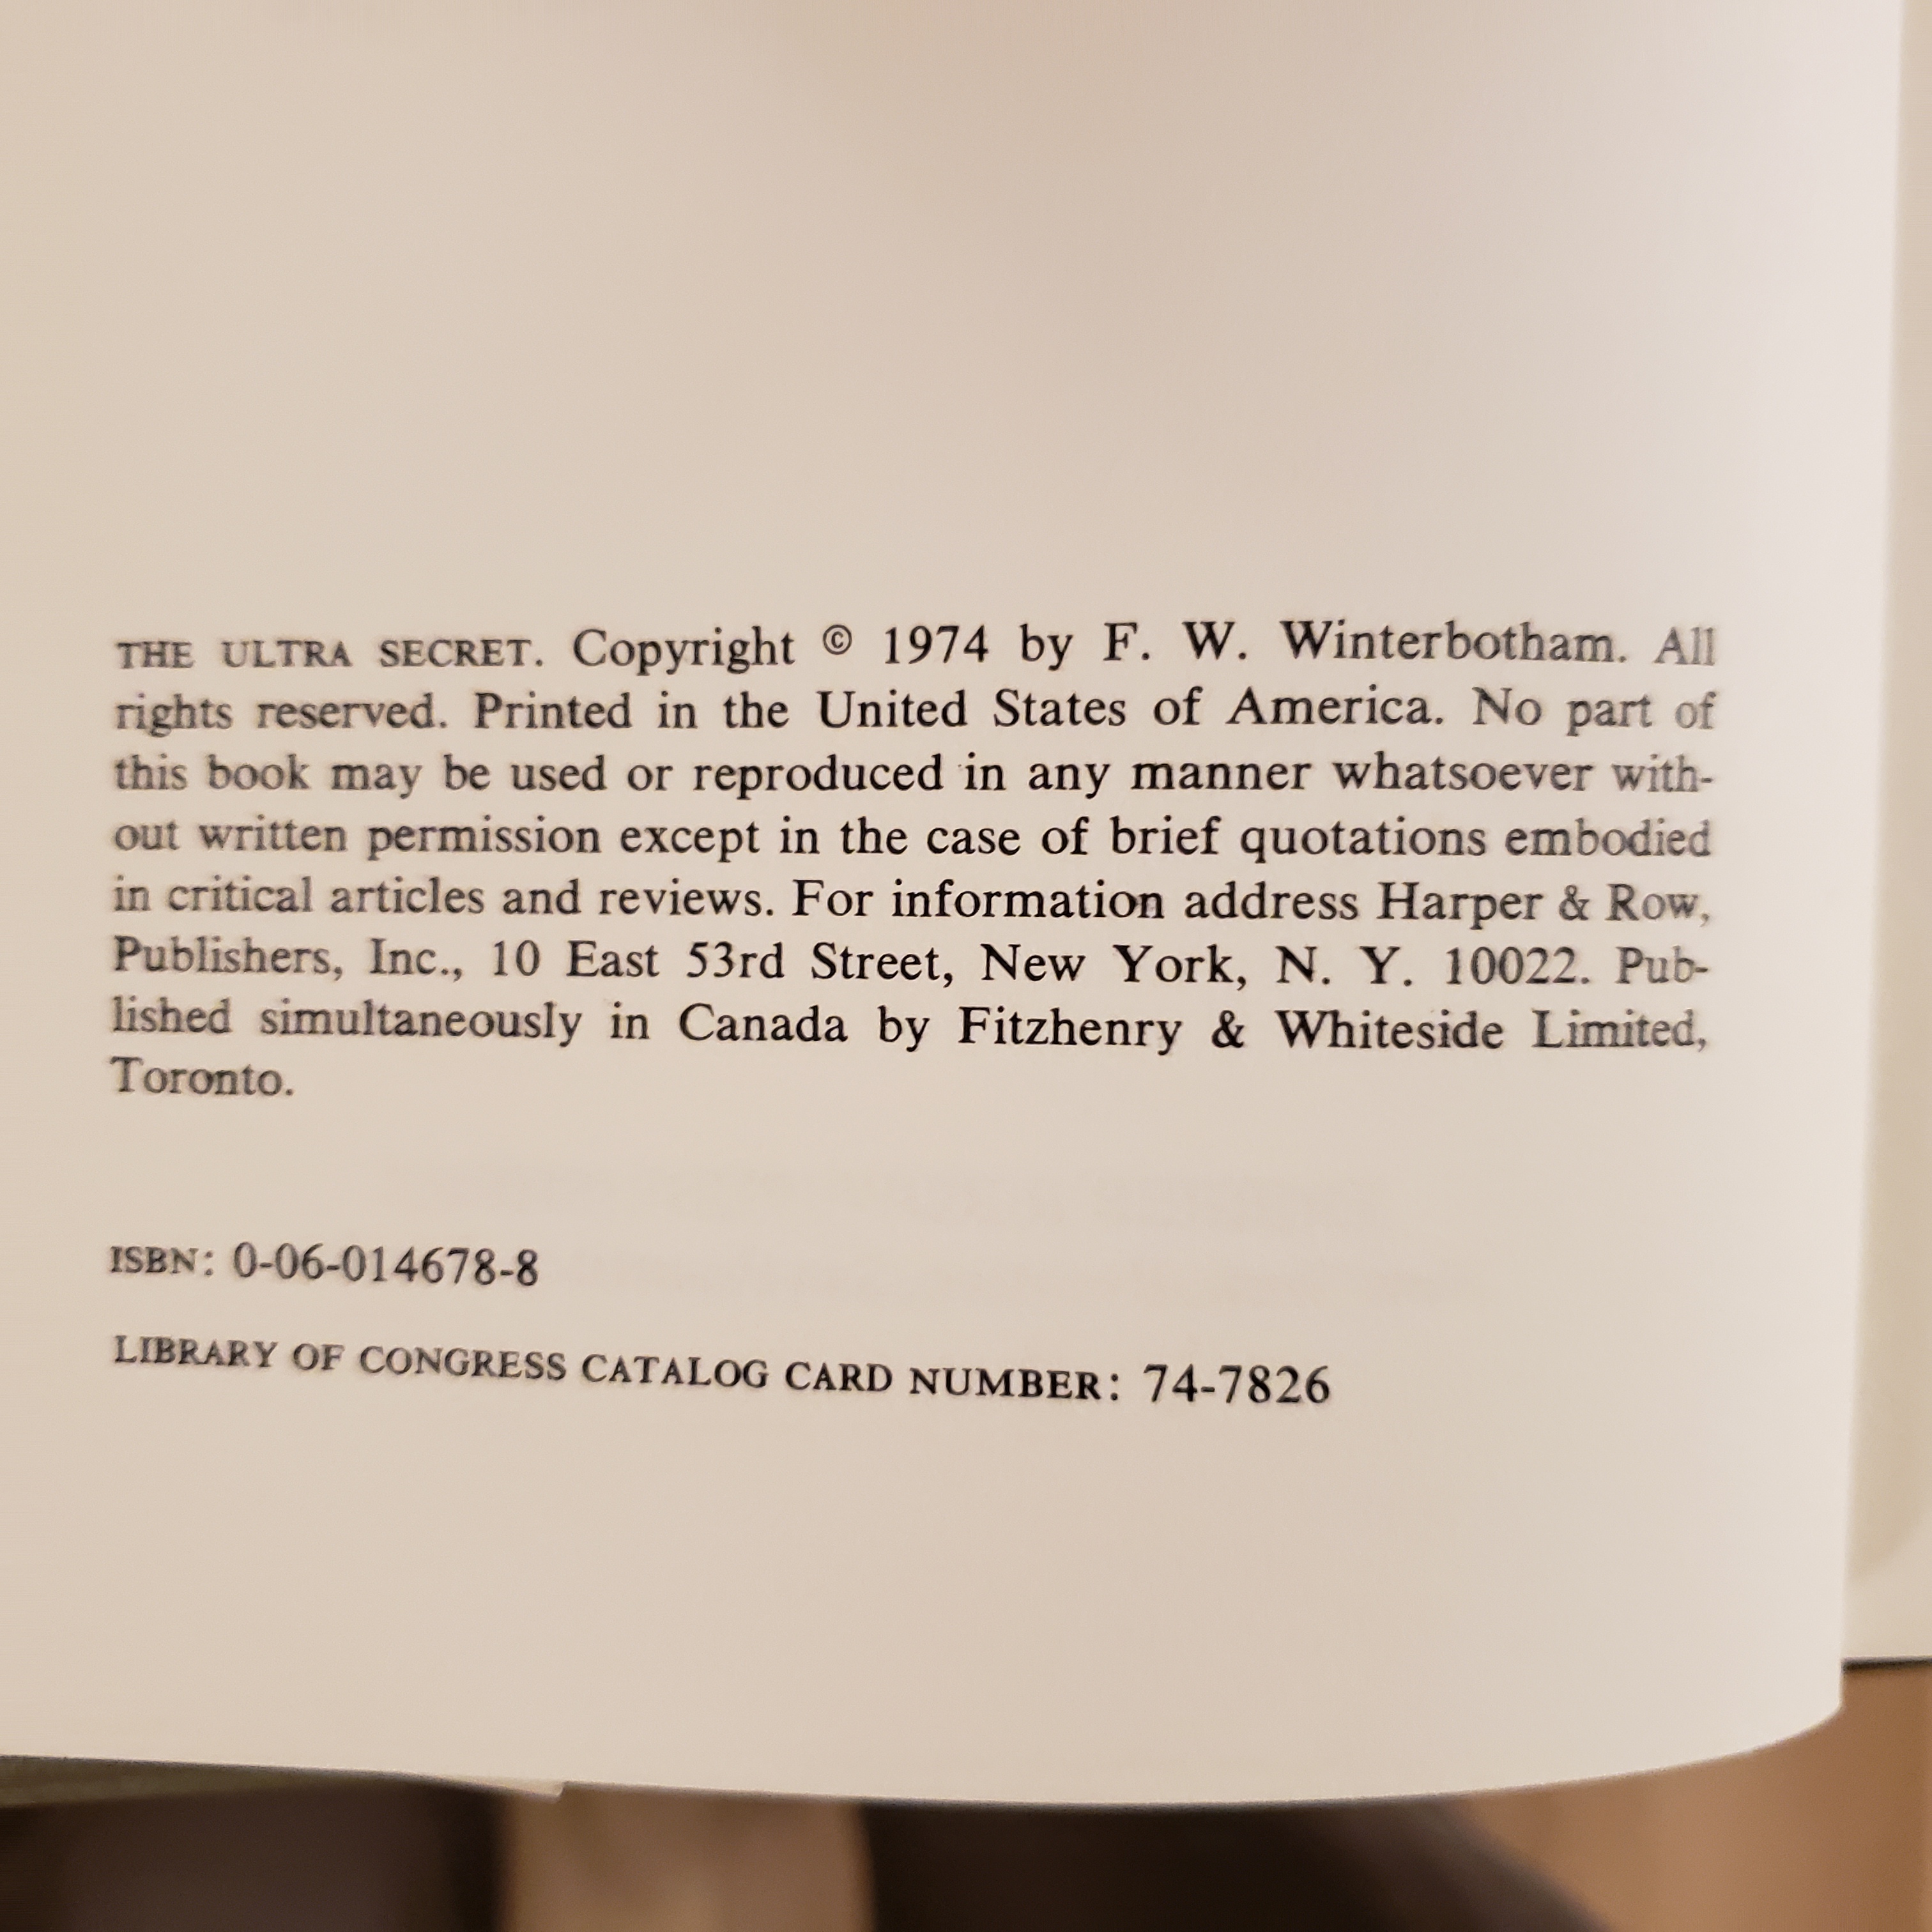 THE ULTRA SECRET. Copyright © 1974 by F. W. Winterbotham. All
rights reserved. Printed in the United States of America. No part of
this book may be used or reproduced in any manner whatsoever with-
out written permission except in the case of brief quotations embodied
in critical articles and reviews. For information address Harper & Row,
Publishers, Inc., 10 East 53rd Street, New York, N. Y. 10022. Pub-
lished simultaneously in Canada by Fitzhenry & Whiteside Limited,
Toronto.
ISBN: 0-06-014678-8
LIBRARY OF CONGRESS CATALOG CARD NUMBER: 74-7826